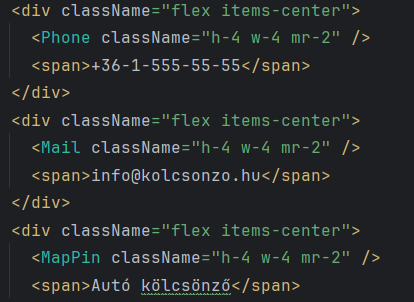 <div className="flex items-center">
<Phone className="h-4 w-4 mr-2" />
<span>+36-1-555-55-55</span>
</div>
<div className="flex items-center">
<Mail className="h-4 w-4 mr-2" />
<span>info@kolcsonzo.hu</span>
</div>
<div className="flex items-center">
<MapPin className="h-4 w-4 mr-2" />
<span>Autó kölcsönző</span>